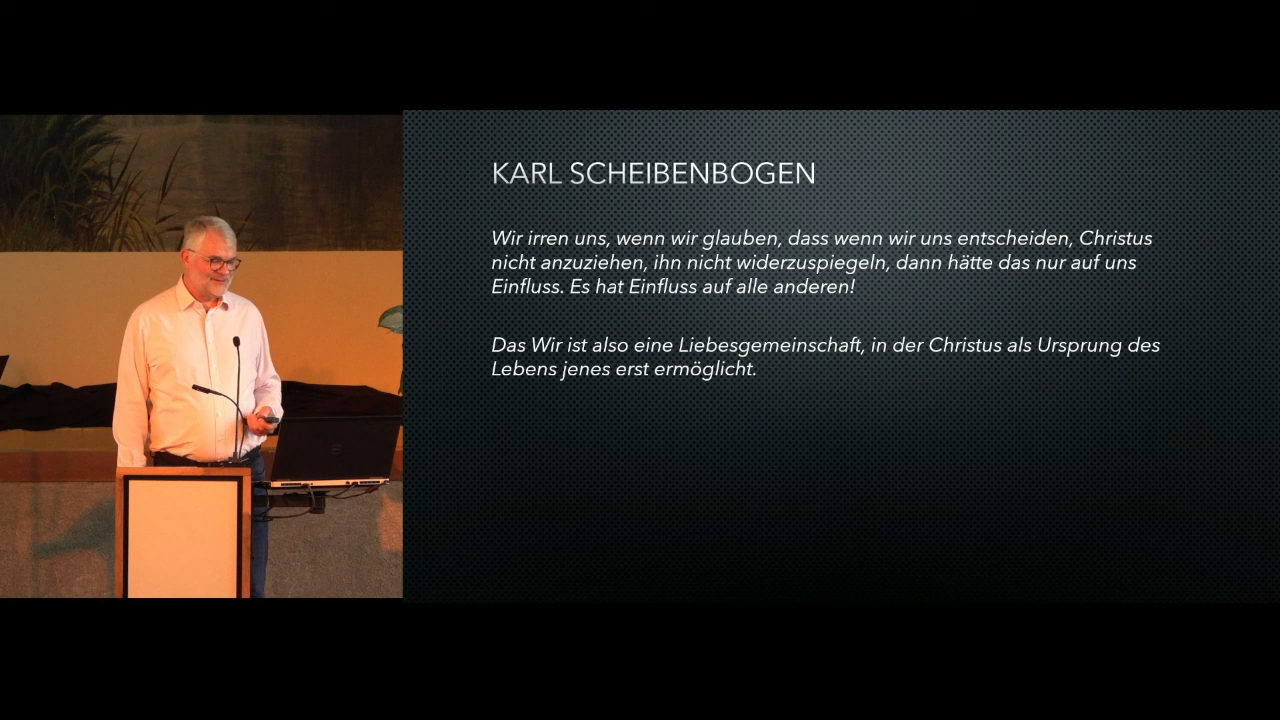 KARL SCHEIBENBOGEN
Wir irren uns, wenn wir glauben, dass wenn wir uns entscheiden, Christus
nicht anzuziehen, ihn nicht widerzuspiegeln, dann hätte das nur auf uns
Einfluss. Es hat Einfluss auf alle anderen!
Das Wir ist also eine Liebesgemeinschaft, in der Christus als Ursprung des
Lebens jenes erst ermöglicht.